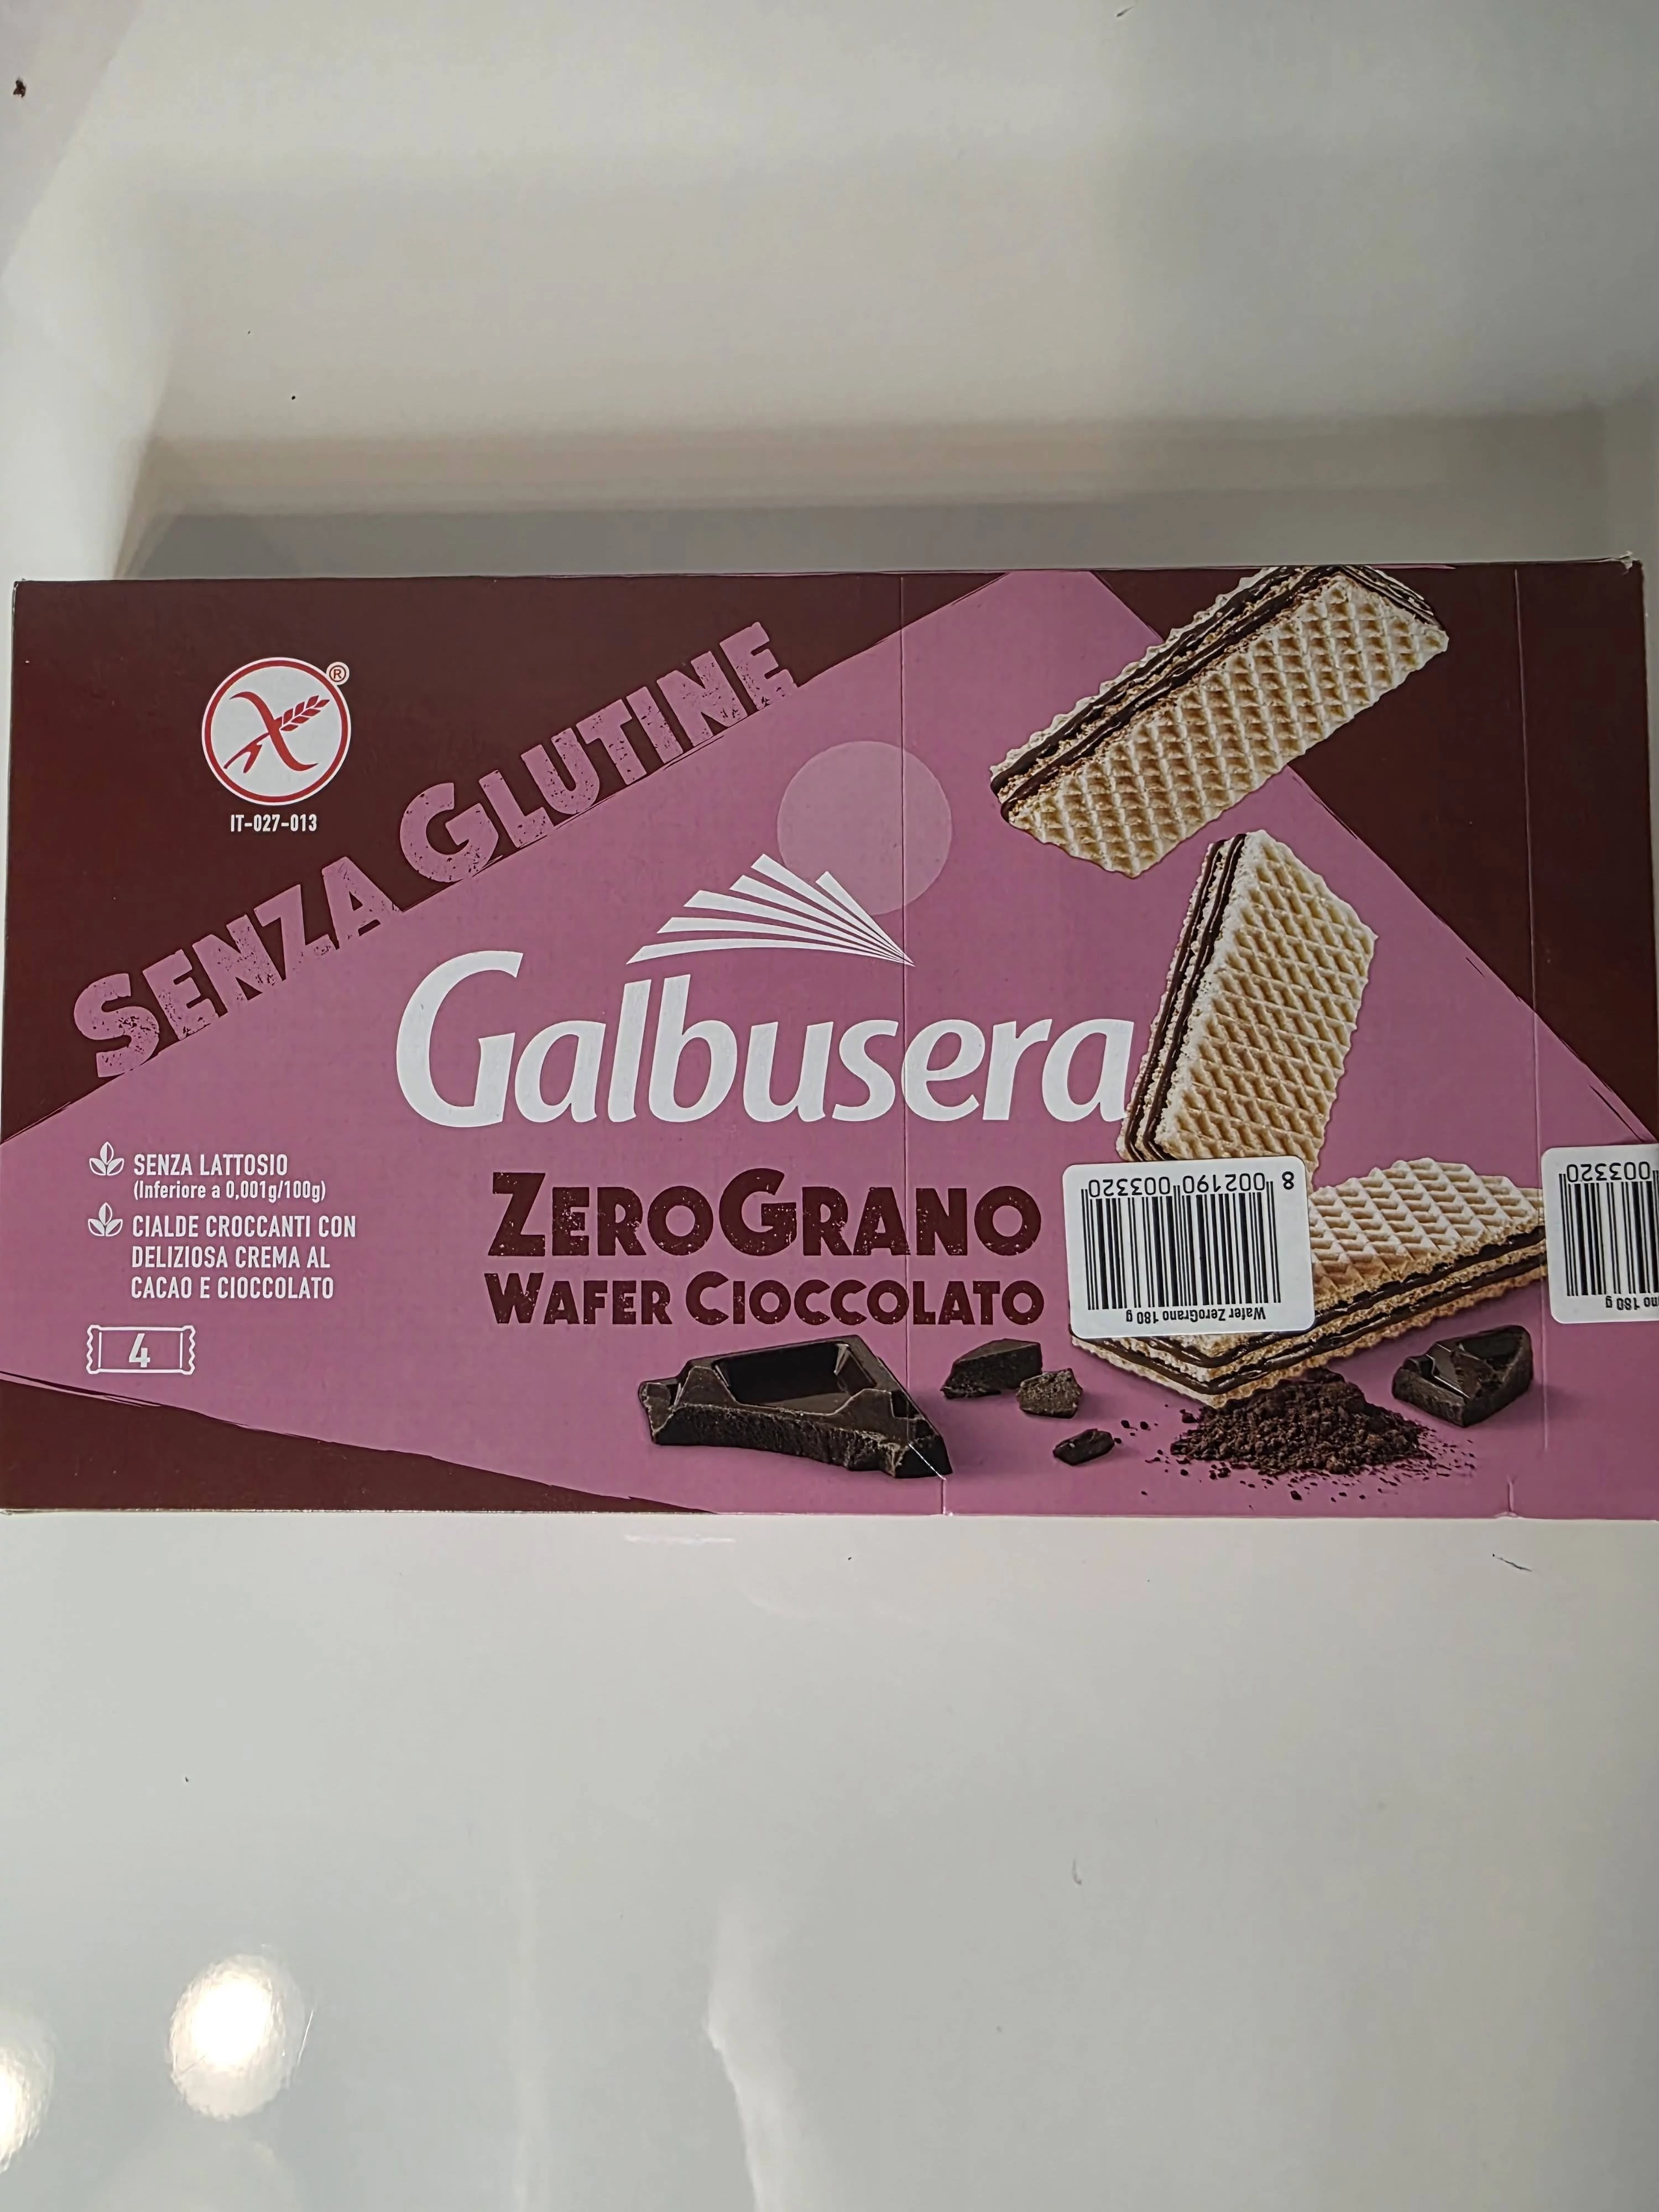 ®
IT-027-013
SENZA GLUTINE
Galbusera
SENZA LATTOSIO
(Inferiore a 0,001g/100g)
CIALDE CROCCANTI CON
DELIZIOSA CREMA AL
CACAO E CIOCCOLATO
4
ZEROGRANO
WAFER CIOCCOLATO
Wafer ZeroGrano 180 g
8 002190 003320
no 180 g
003320